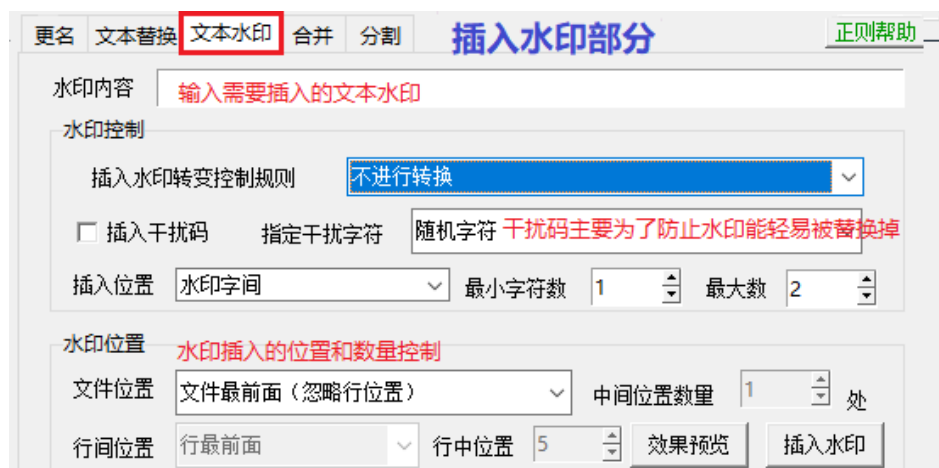 更名 文本替换 文本水印 合并 分割 插入水印部分 正则帮助
水印内容 输入需要插入的文本水印
水印控制
插入水印转变控制规则 不进行转换
插入干扰码 指定干扰字符 随机字符 干扰码主要为了防止水印能轻易被替换掉
插入位置 水印字间 最小字符数 1 最大数 2
水印位置 水印插入的位置和数量控制
文件位置 文件最前面（忽略行位置） 中间位置数量 1 处
行间位置 行最前面 行中位置 5 效果预览 插入水印